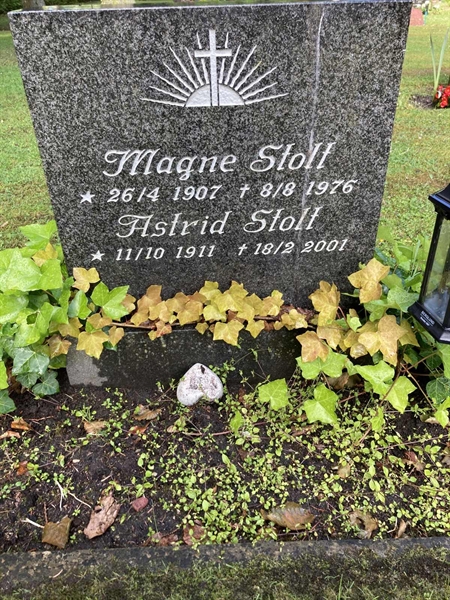 Magne Stolt
★ 26/4 1907 † 8/8 1976
Astrid Stolt
★ 11/10 1911 † 18/2 2001